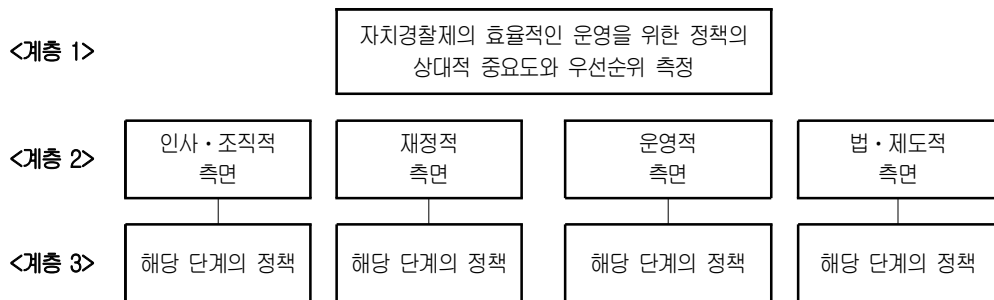 <계층 1>
자치경찰제의 효율적인 운영을 위한 정책의
상대적 중요도와 우선순위 측정
<계층 2>
인사・조직적
측면
재정적
측면
운영적
측면
법・제도적
측면
<계층 3>
해당 단계의 정책
해당 단계의 정책
해당 단계의 정책
해당 단계의 정책